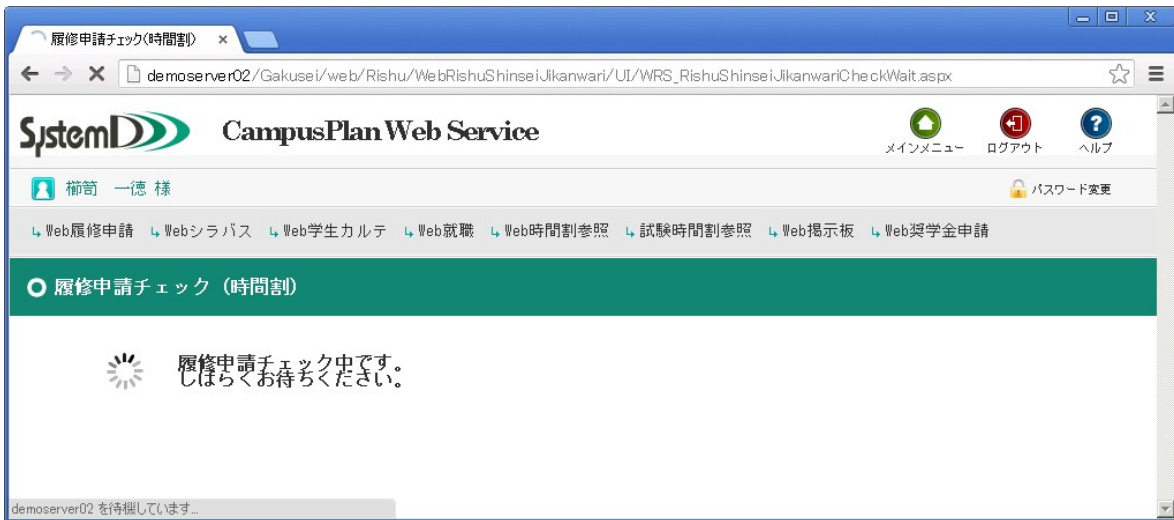 履修申請チェック(時間割)
demoserver02/Gakusei/web/Rishu/WebRishuShinseiJikanwari/UI/WRS_RishuShinseiJikanwariCheckWait.aspx
SystemD
CampusPlan Web Service
メインメニュー
ログアウト
ヘルプ
櫛笥 一徳 様
パスワード変更
Web履修申請 Webシラバス Web学生カルテ Web就職 Web時間割参照 試験時間割参照 Web掲示板 Web奨学金申請
履修申請チェック(時間割)
履修申請チェック中です。
しばらくお待ちください。
demoserver02 を待機しています...